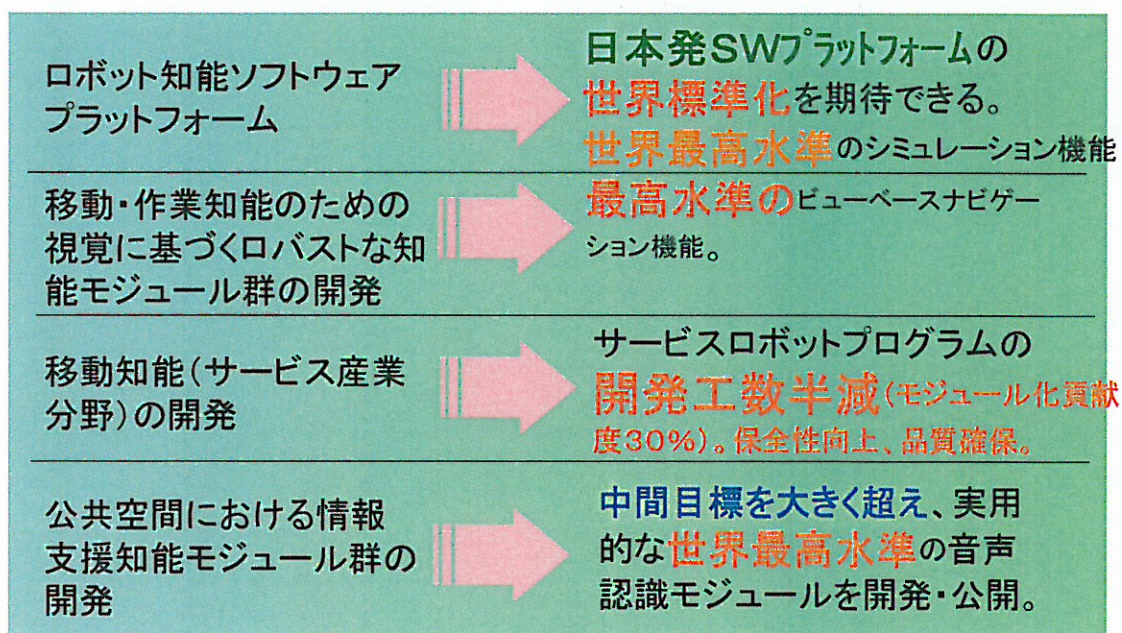 ロボット知能ソフトウェア
プラットフォーム
日本発SWプラットフォームの
世界標準化を期待できる。
世界最高水準のシミュレーション機能
移動・作業知能のための
視覚に基づくロバストな知
能モジュール群の開発
最高水準のビューベースナビゲー
ション機能。
移動知能(サービス産業
分野)の開発
サービスロボットプログラムの
開発工数半減(モジュール化貢献
度30%)。保全性向上、品質確保。
公共空間における情報
支援知能モジュール群の
開発
中間目標を大きく超え、実用
的な世界最高水準の音声
認識モジュールを開発・公開。